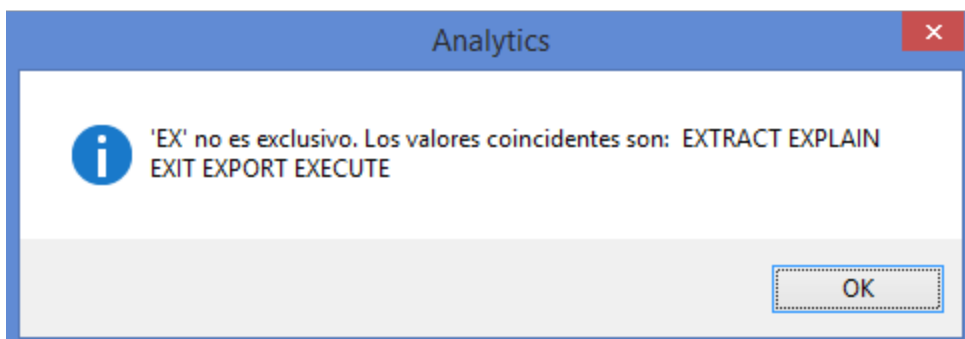 Analytics
'EX' no es exclusivo. Los valores coincidentes son:  EXTRACT EXPLAIN
EXIT EXPORT EXECUTE
OK